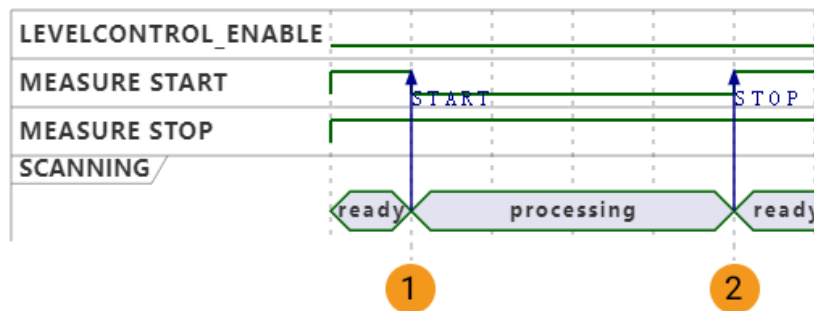 LEVELCONTROL_ENABLE
MEASURE START
START
STOP
MEASURE STOP
SCANNING
ready
processing
ready
1
2